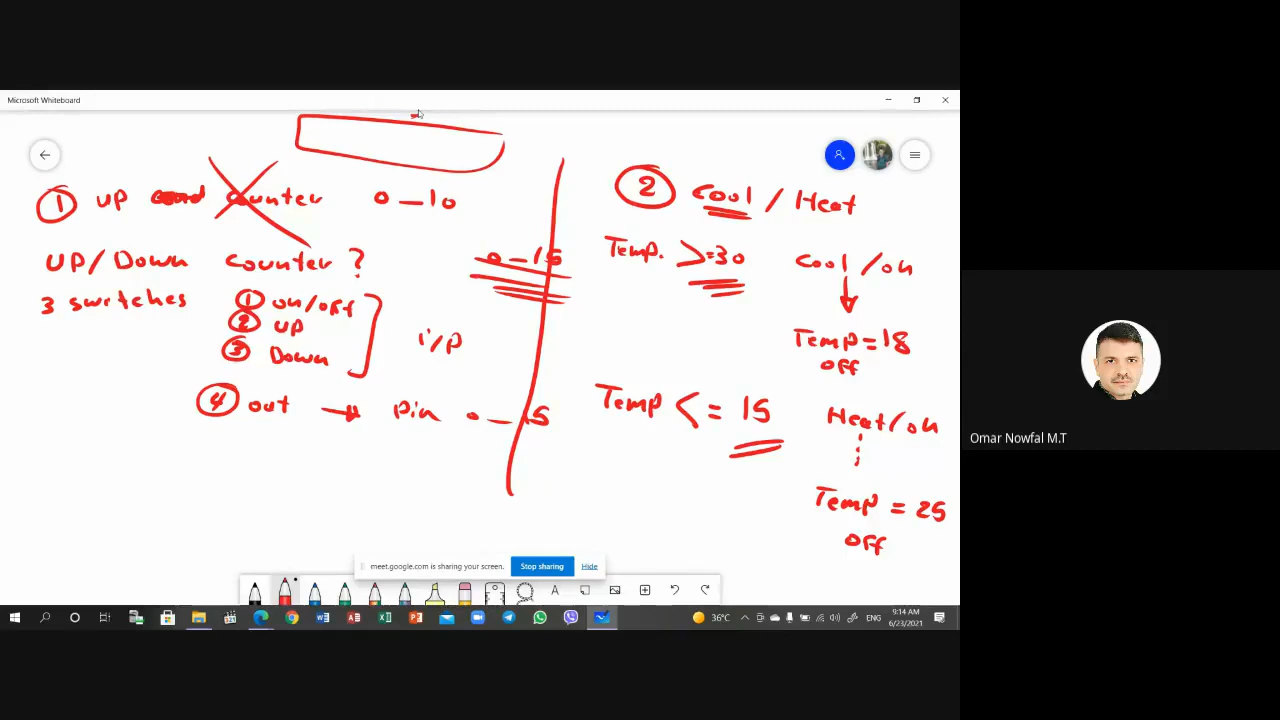 Microsoft Whiteboard
1 UP counter 0 _ 10
UP/Down counter ?
3 switches
1 on/off
2 UP
3 Down
i/p
4 out → Pin 0 _ 15
0 _ 15
2 Cool / Heat
Temp. >=30 Cool / on
Temp = 18
OFF
Temp <= 15 Heat / on
Temp = 25
OFF
Omar Nowfal M.T
meet.google.com is sharing your screen. Stop sharing Hide
36°C ENG 9:14 AM
6/23/2021